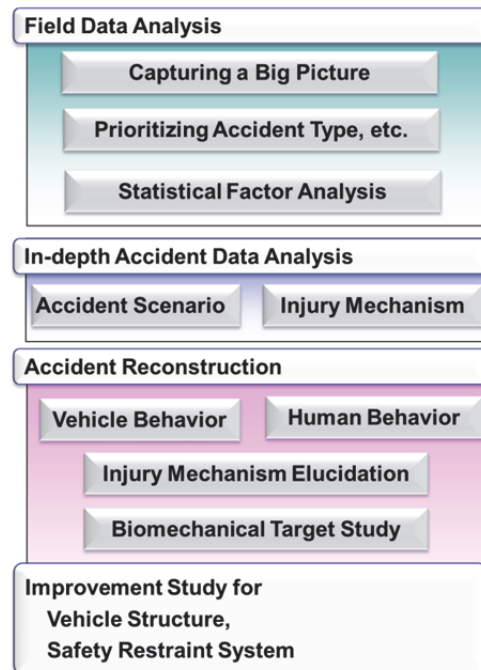 Field Data Analysis
Capturing a Big Picture
Prioritizing Accident Type, etc.
Statistical Factor Analysis
In-depth Accident Data Analysis
Accident Scenario
Injury Mechanism
Accident Reconstruction
Vehicle Behavior
Human Behavior
Injury Mechanism Elucidation
Biomechanical Target Study
Improvement Study for
Vehicle Structure,
Safety Restraint System